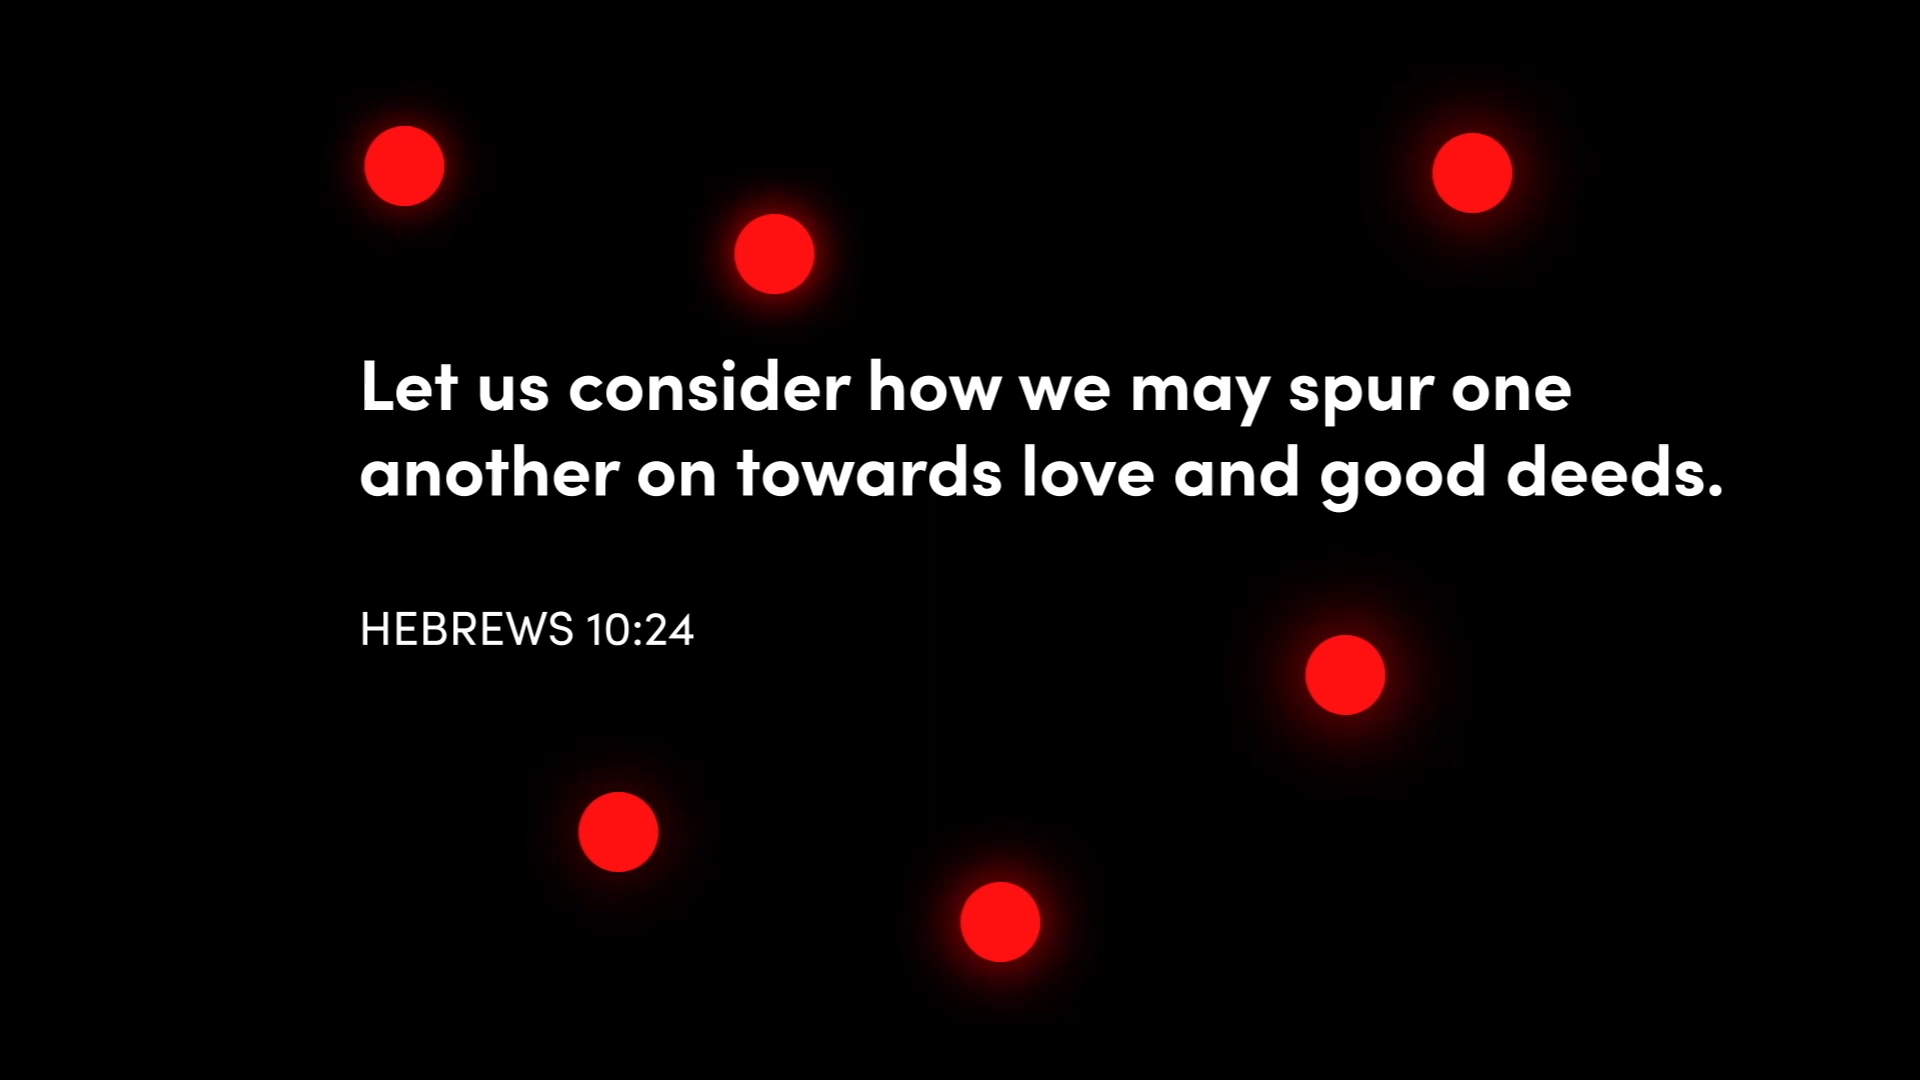 Let us consider how we may spur one
another on towards love and good deeds.
HEBREWS 10:24